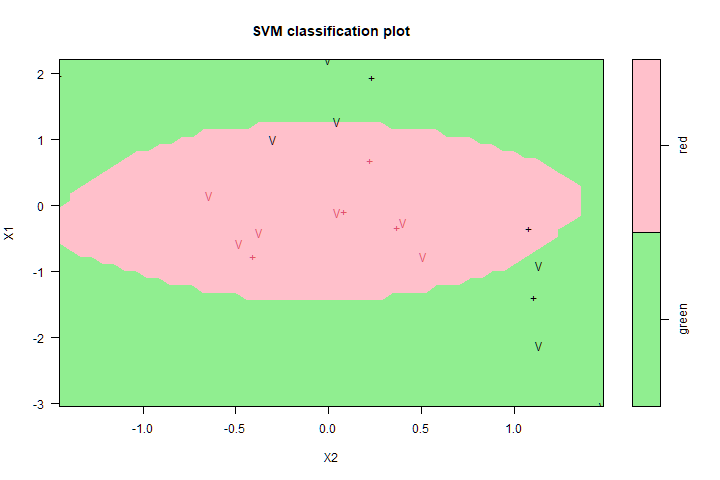 SVM classification plot
2
1
0
-1
-2
-3
X1
-1.0
-0.5
0.0
0.5
1.0
X2
red
green
V
V
V
V
V
V
V
V
V
V
V